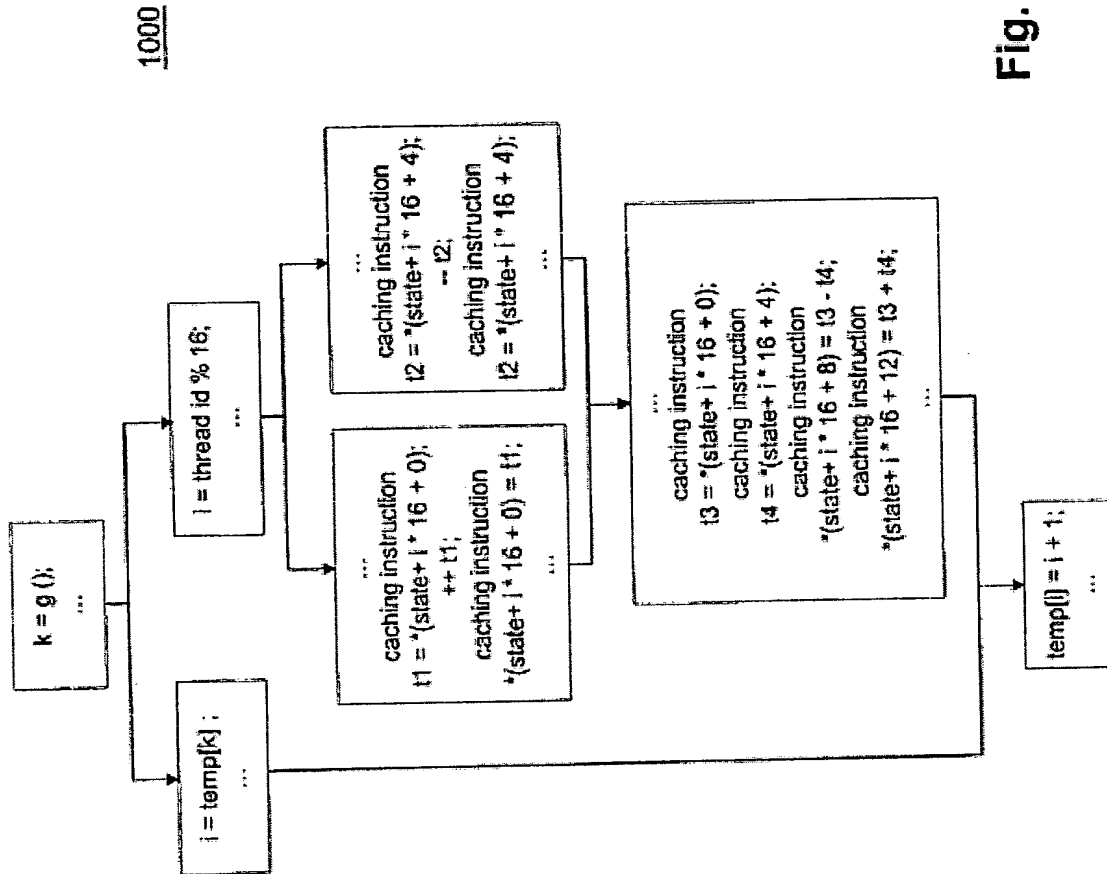 1000
k = g ();
...
i = temp[k] ;
...
i = thread id % 16;
...
...
caching instruction
t1 = *(state+ i * 16 + 0);
++ t1;
caching instruction
*(state+ i * 16 + 0) = t1;
...
...
caching instruction
t2 = *(state+ i * 16 + 4);
-- t2;
caching instruction
t2 = *(state+ i * 16 + 4);
...
...
caching instruction
t3 = *(state+ i * 16 + 0);
caching instruction
t4 = *(state+ i * 16 + 4);
caching instruction
*(state+ i * 16 + 8) = t3 - t4;
caching instruction
*(state+ i * 16 + 12) = t3 + t4;
...
temp[i] = i + 1;
...
Fig.